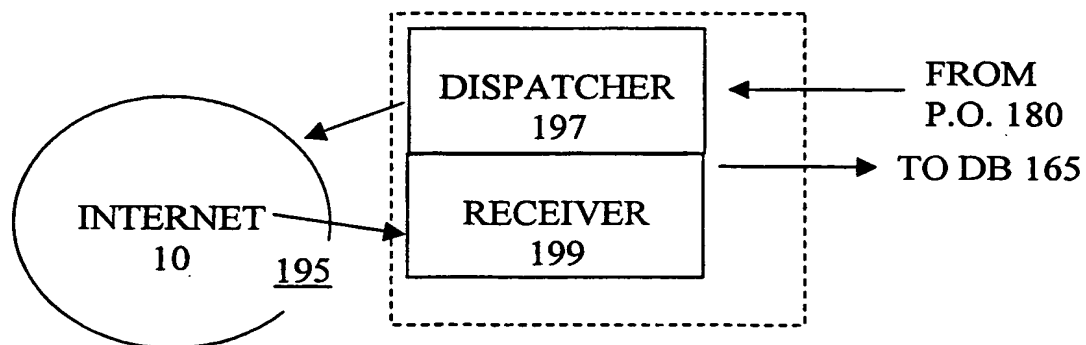 DISPATCHER
197
FROM
P.O. 180
TO DB 165
INTERNET
10
195
RECEIVER
199